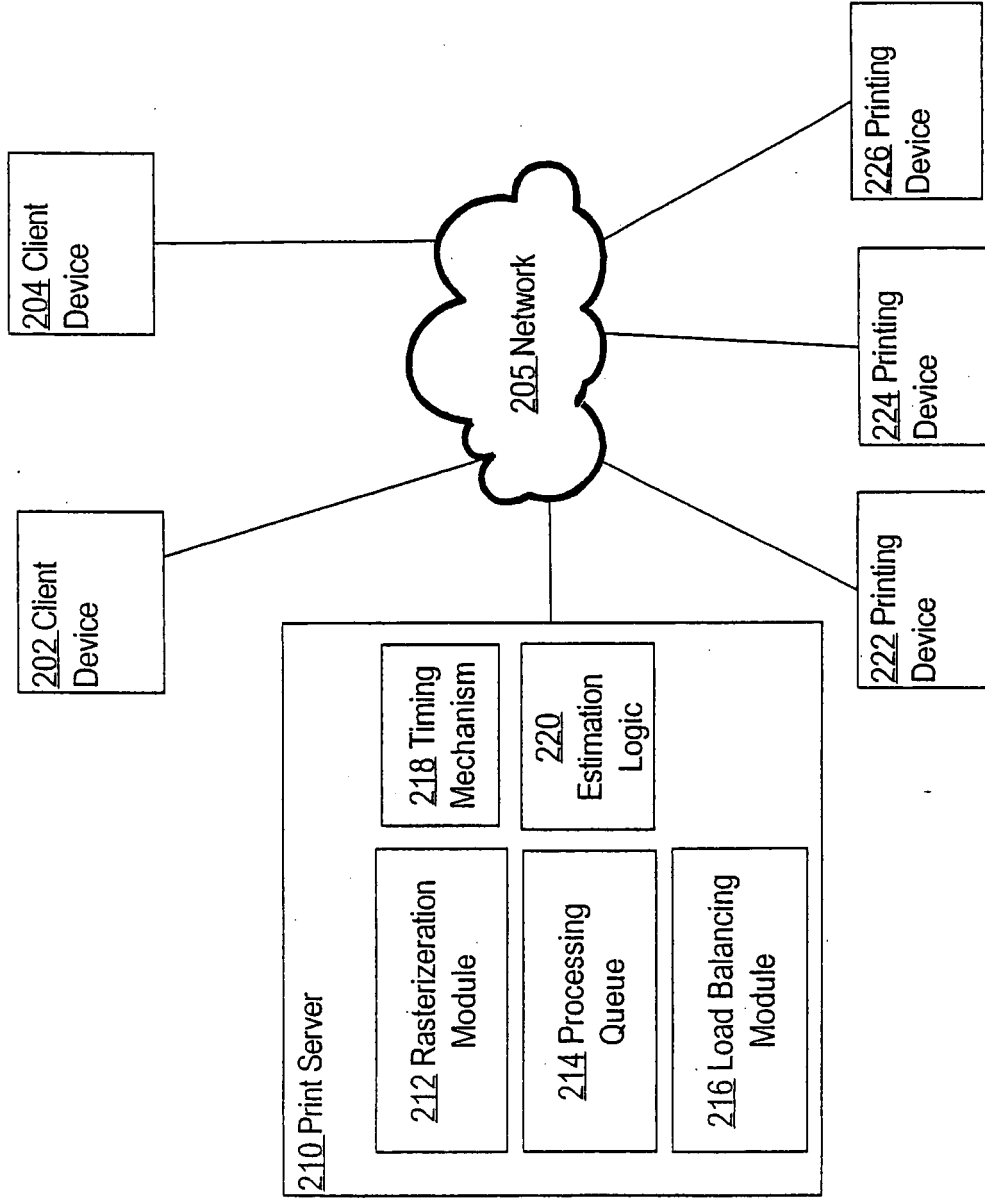 202 Client
Device
204 Client
Device
210 Print Server
212 Rasterizeration
Module
218 Timing
Mechanism
214 Processing
Queue
220
Estimation
Logic
216 Load Balancing
Module
205 Network
222 Printing
Device
224 Printing
Device
226 Printing
Device